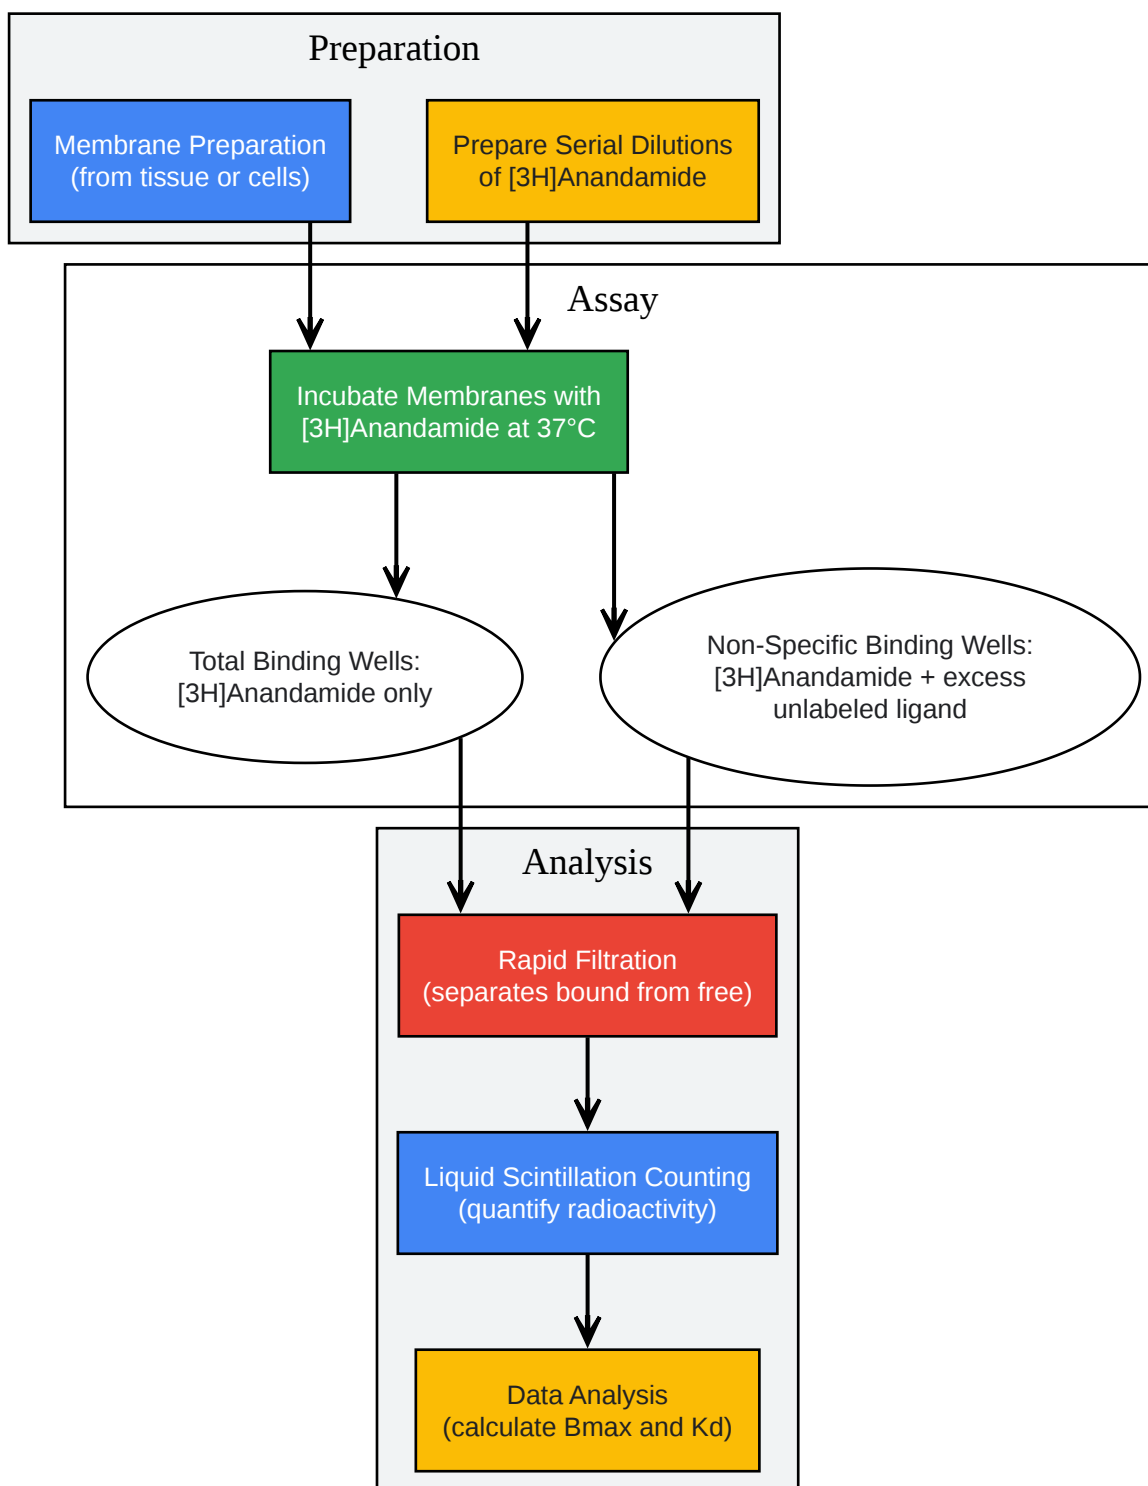 Preparation
Membrane Preparation
(from tissue or cells)
Prepare Serial Dilutions
of [3H]Anandamide
Assay
Incubate Membranes with
[3H]Anandamide at 37°C
Total Binding Wells:
[3H]Anandamide only
Non-Specific Binding Wells:
[3H]Anandamide + excess
unlabeled ligand
Analysis
Rapid Filtration
(separates bound from free)
Liquid Scintillation Counting
(quantify radioactivity)
Data Analysis
(calculate Bmax and Kd)